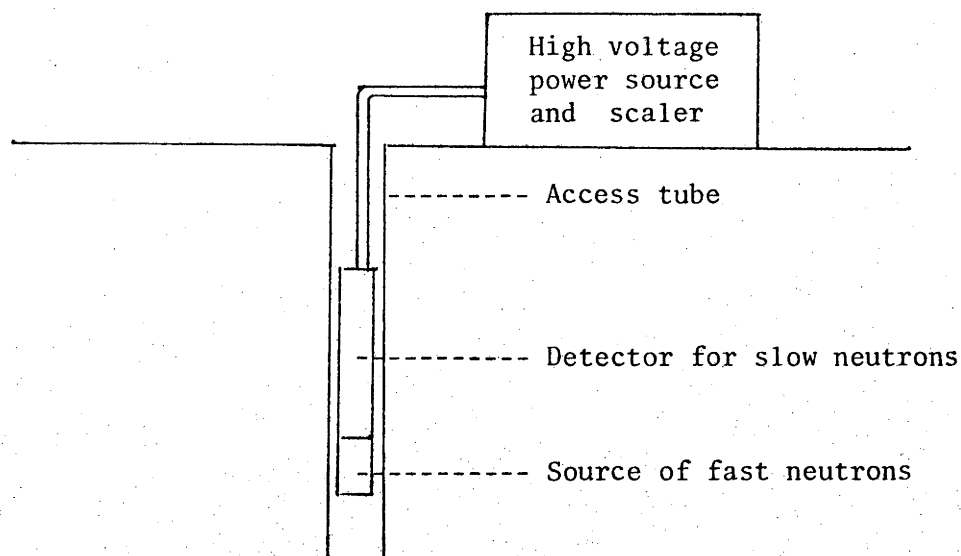 High voltage
power source
and scaler
Access tube
Detector for slow neutrons
Source of fast neutrons